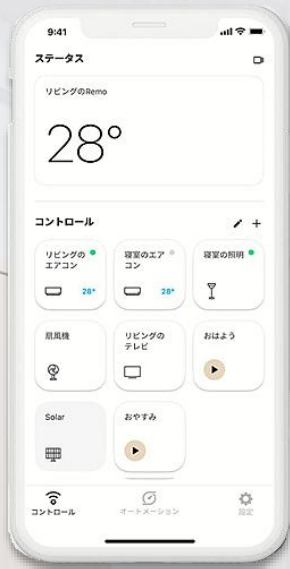 9:41
ステータス
リビングのRemo
28°
コントロール
リビングの
エアコン
28°
寝室のエア
コン
28°
寝室の照明
扇風機
リビングの
テレビ
おはよう
Solar
おやすみ
コントロール
オートメーション
設定